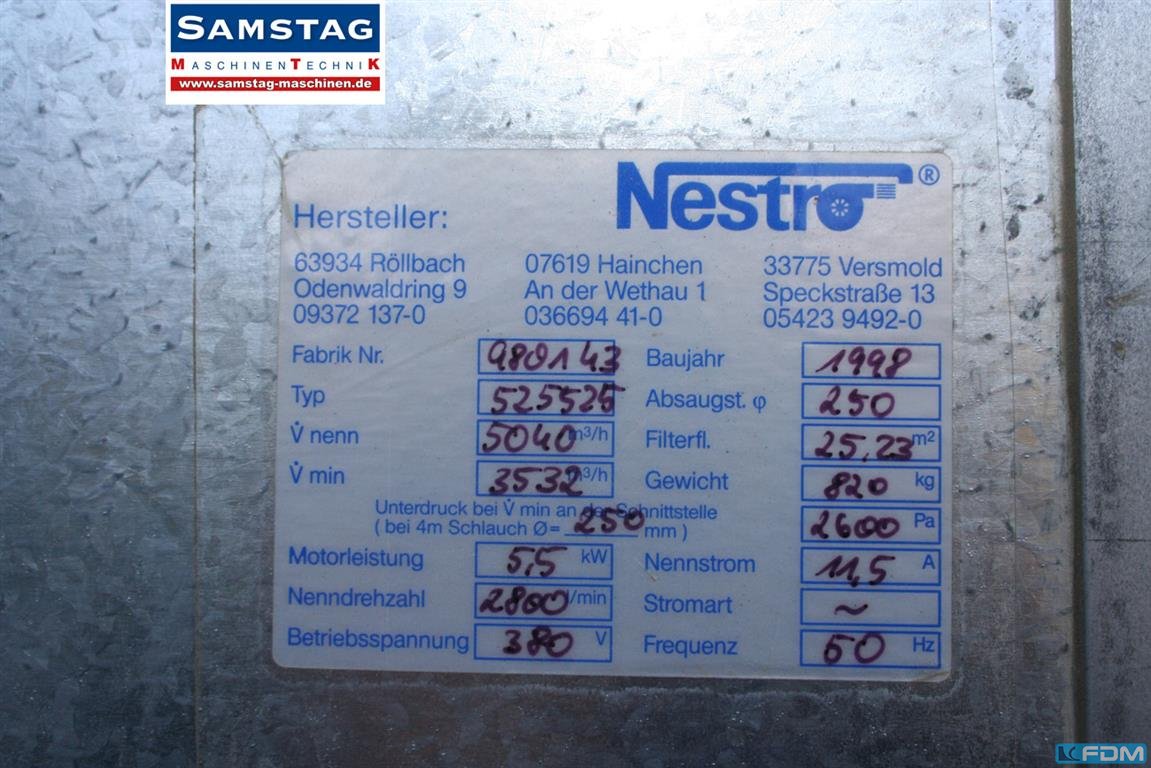 SAMSTAG
MASCHINENTECHNIK
www.samstag-maschinen.de
Nestro ®
Hersteller:
63934 Röllbach 07619 Hainchen 33775 Versmold
Odenwaldring 9 An der Wethau 1 Speckstraße 13
09372 137-0 036694 41-0 05423 9492-0
Fabrik Nr. 980143 Baujahr 1998
Typ 525525 Absaugst. φ 250
V̇ nenn 5040 m³/h Filterfl. 25,23 m²
V̇ min 3532 m³/h Gewicht 820 kg
Unterdruck bei V̇ min an der Schnittstelle
( bei 4m Schlauch Ø= 250 mm ) 2600 Pa
Motorleistung 5,5 kW Nennstrom 11,5 A
Nenndrehzahl 2800 1/min Stromart ~
Betriebsspannung 380 V Frequenz 50 Hz
FDM